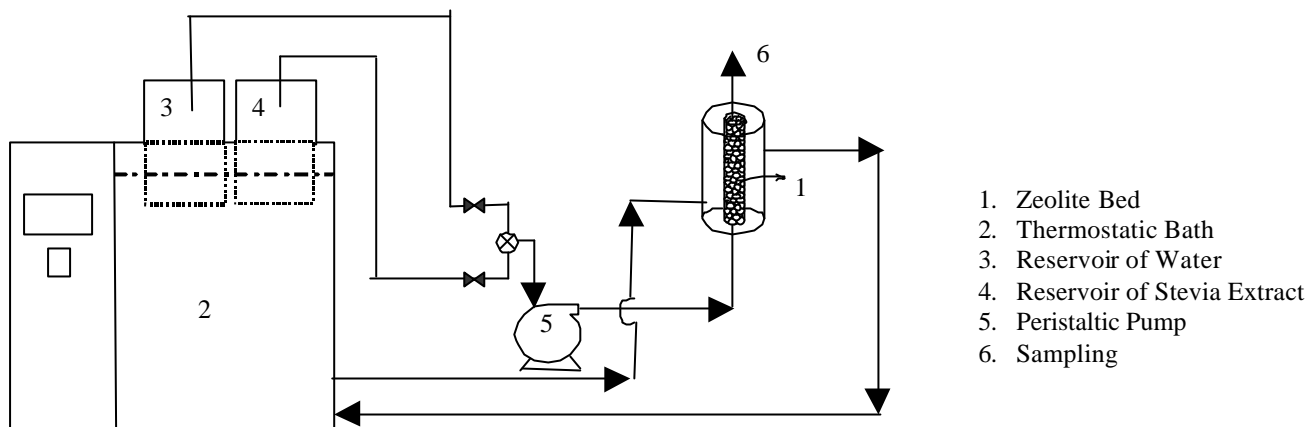 6
3
4
1
2
5
1. Zeolite Bed
2. Thermostatic Bath
3. Reservoir of Water
4. Reservoir of Stevia Extract
5. Peristaltic Pump
6. Sampling